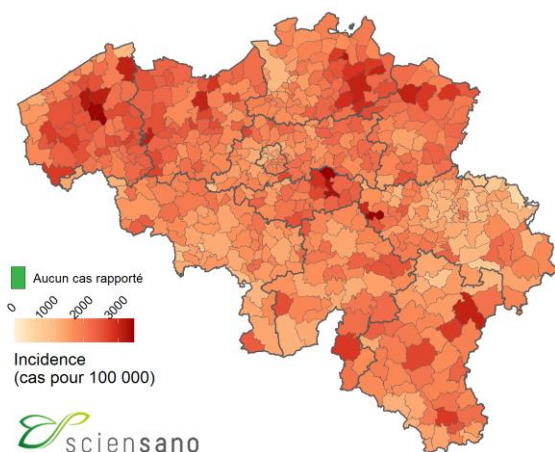 Aucun cas rapporté
0 1000 2000 3000
Incidence
(cas pour 100 000)
sciensano